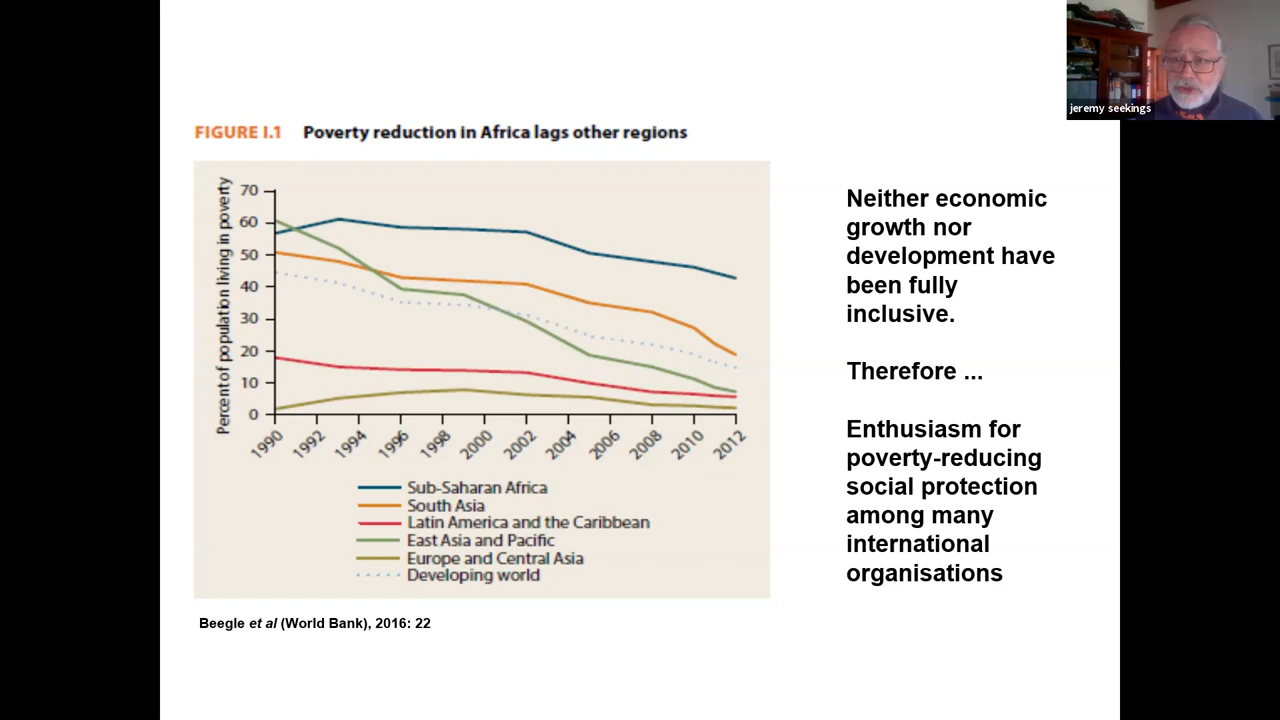 jeremy seekings
FIGURE I.1 Poverty reduction in Africa lags other regions
Percent of population living in poverty
70
60
50
40
30
20
10
0
1990 1992 1994 1996 1998 2000 2002 2004 2006 2008 2010 2012
Sub-Saharan Africa
South Asia
Latin America and the Caribbean
East Asia and Pacific
Europe and Central Asia
Developing world
Beegle et al (World Bank), 2016: 22
Neither economic
growth nor
development have
been fully
inclusive.
Therefore ...
Enthusiasm for
poverty-reducing
social protection
among many
international
organisations